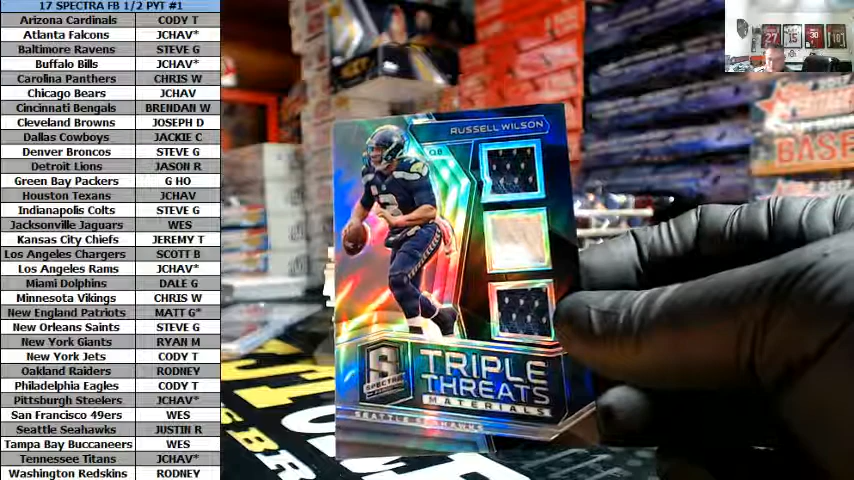 17 SPECTRA FB 1/2 PYT #1
Arizona Cardinals CODY T
Atlanta Falcons JCHAV*
Baltimore Ravens STEVE G
Buffalo Bills JCHAV*
Carolina Panthers CHRIS W
Chicago Bears JCHAV
Cincinnati Bengals BRENDAN W
Cleveland Browns JOSEPH D
Dallas Cowboys JACKIE C
Denver Broncos STEVE G
Detroit Lions JASON R
Green Bay Packers G HO
Houston Texans JCHAV
Indianapolis Colts STEVE G
Jacksonville Jaguars WES
Kansas City Chiefs JEREMY T
Los Angeles Chargers SCOTT B
Los Angeles Rams JCHAV*
Miami Dolphins DALE G
Minnesota Vikings CHRIS W
New England Patriots MATT G*
New Orleans Saints STEVE G
New York Giants RYAN M
New York Jets CODY T
Oakland Raiders RODNEY
Philadelphia Eagles CODY T
Pittsburgh Steelers JCHAV*
San Francisco 49ers WES
Seattle Seahawks JUSTIN R
Tampa Bay Buccaneers WES
Tennessee Titans JCHAV*
Washington Redskins RODNEY
RUSSELL WILSON
QB
SPECTRA
TRIPLE
THREATS
MATERIALS
SEATTLE SEAHAWKS
27 15 30
BASE
2017